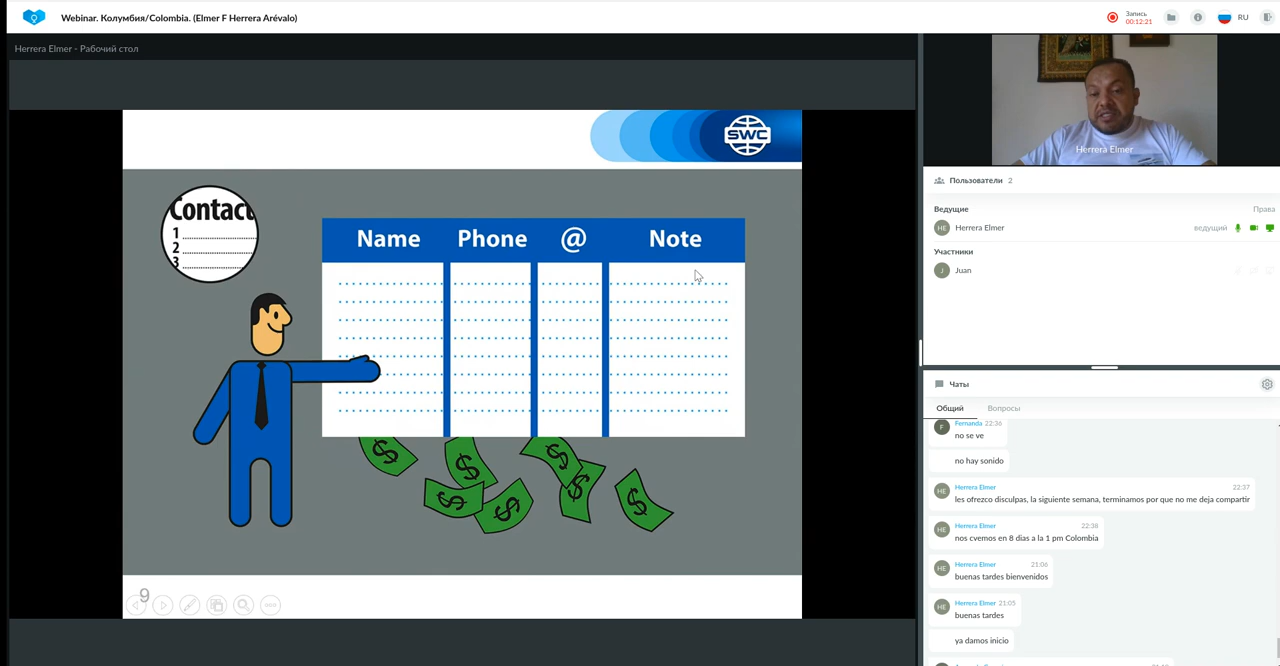 Webinar. Колумбия/Colombia. (Elmer F Herrera Arévalo)
Запись
00:12:21
RU
Herrera Elmer - Рабочий стол
SWC
Contact
1
2
3
Name Phone @ Note
$ $ $ $ $ $ $
9
Herrera Elmer
Пользователи 2
Ведущие Права
HE Herrera Elmer ведущий
Участники
J Juan
Чаты
Общий Вопросы
F Fernanda 22:36
no se ve
no hay sonido
HE Herrera Elmer 22:37
les ofrezco disculpas, la siguiente semana, terminamos por que no me deja compartir
HE Herrera Elmer 22:38
nos cvemos en 8 dias a la 1 pm Colombia
HE Herrera Elmer 21:06
buenas tardes bienvenidos
HE Herrera Elmer 21:05
buenas tardes
ya damos inicio